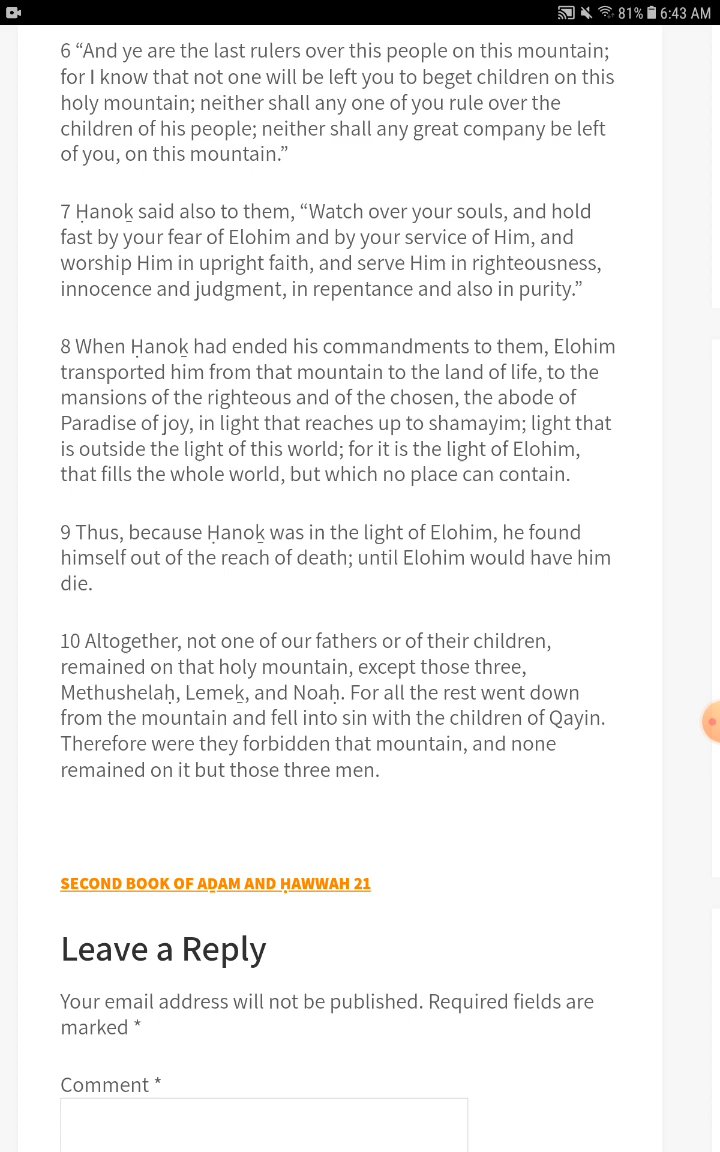 81% 6:43 AM
6 “And ye are the last rulers over this people on this mountain;
for I know that not one will be left you to beget children on this
holy mountain; neither shall any one of you rule over the
children of his people; neither shall any great company be left
of you, on this mountain.”
7 Ḥanoḵ said also to them, “Watch over your souls, and hold
fast by your fear of Elohim and by your service of Him, and
worship Him in upright faith, and serve Him in righteousness,
innocence and judgment, in repentance and also in purity.”
8 When Ḥanoḵ had ended his commandments to them, Elohim
transported him from that mountain to the land of life, to the
mansions of the righteous and of the chosen, the abode of
Paradise of joy, in light that reaches up to shamayim; light that
is outside the light of this world; for it is the light of Elohim,
that fills the whole world, but which no place can contain.
9 Thus, because Ḥanoḵ was in the light of Elohim, he found
himself out of the reach of death; until Elohim would have him
die.
10 Altogether, not one of our fathers or of their children,
remained on that holy mountain, except those three,
Methushelaḥ, Lemeḵ, and Noaḥ. For all the rest went down
from the mountain and fell into sin with the children of Qayin.
Therefore were they forbidden that mountain, and none
remained on it but those three men.
SECOND BOOK OF AḎAM AND ḤAWWAH 21
Leave a Reply
Your email address will not be published. Required fields are
marked *
Comment *